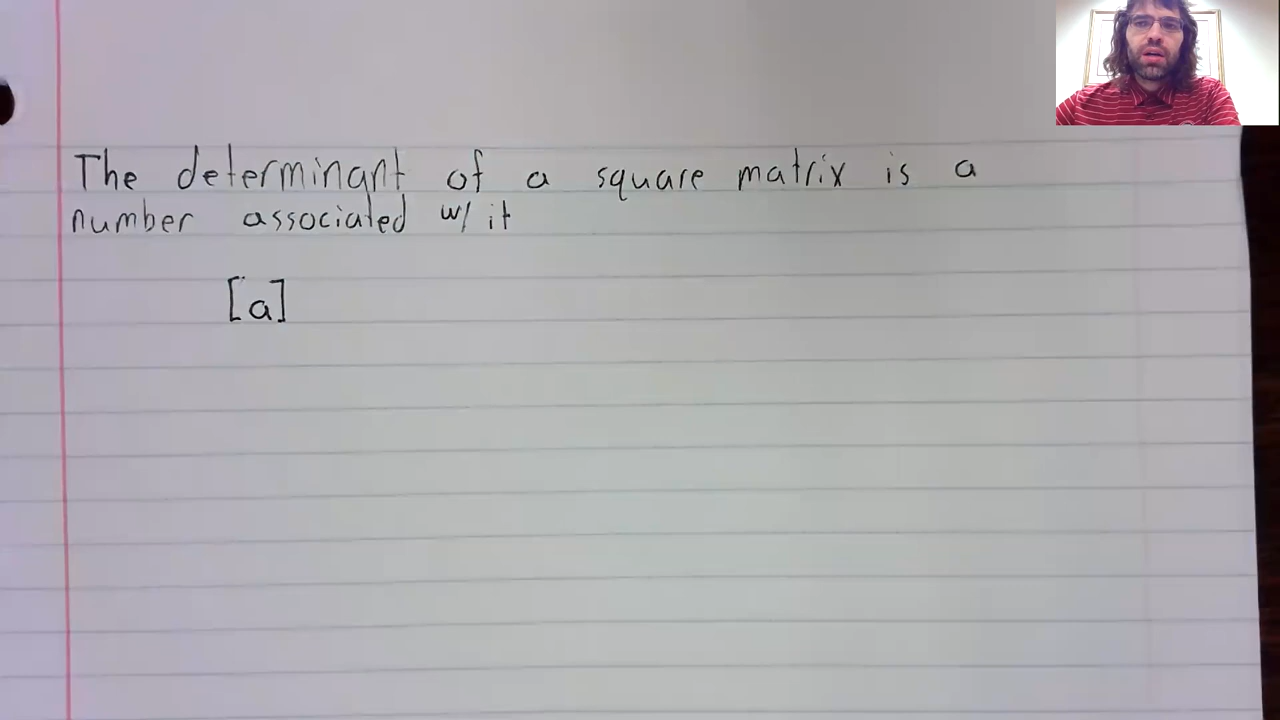 The determinant of a square matrix is a
number associated w/ it
[a]